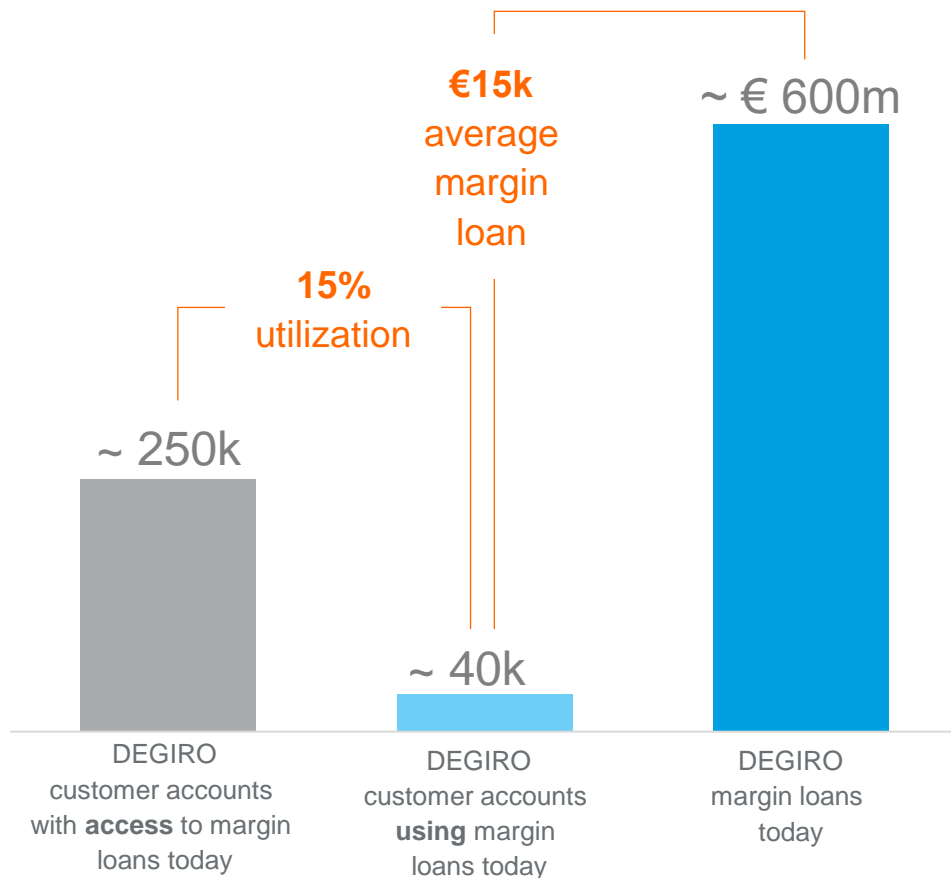 €15k
average
margin
loan
~ € 600m
15%
utilization
~ 250k
~ 40k
DEGIRO
customer accounts
with access to margin
loans today
DEGIRO
customer accounts
using margin
loans today
DEGIRO
margin loans
today